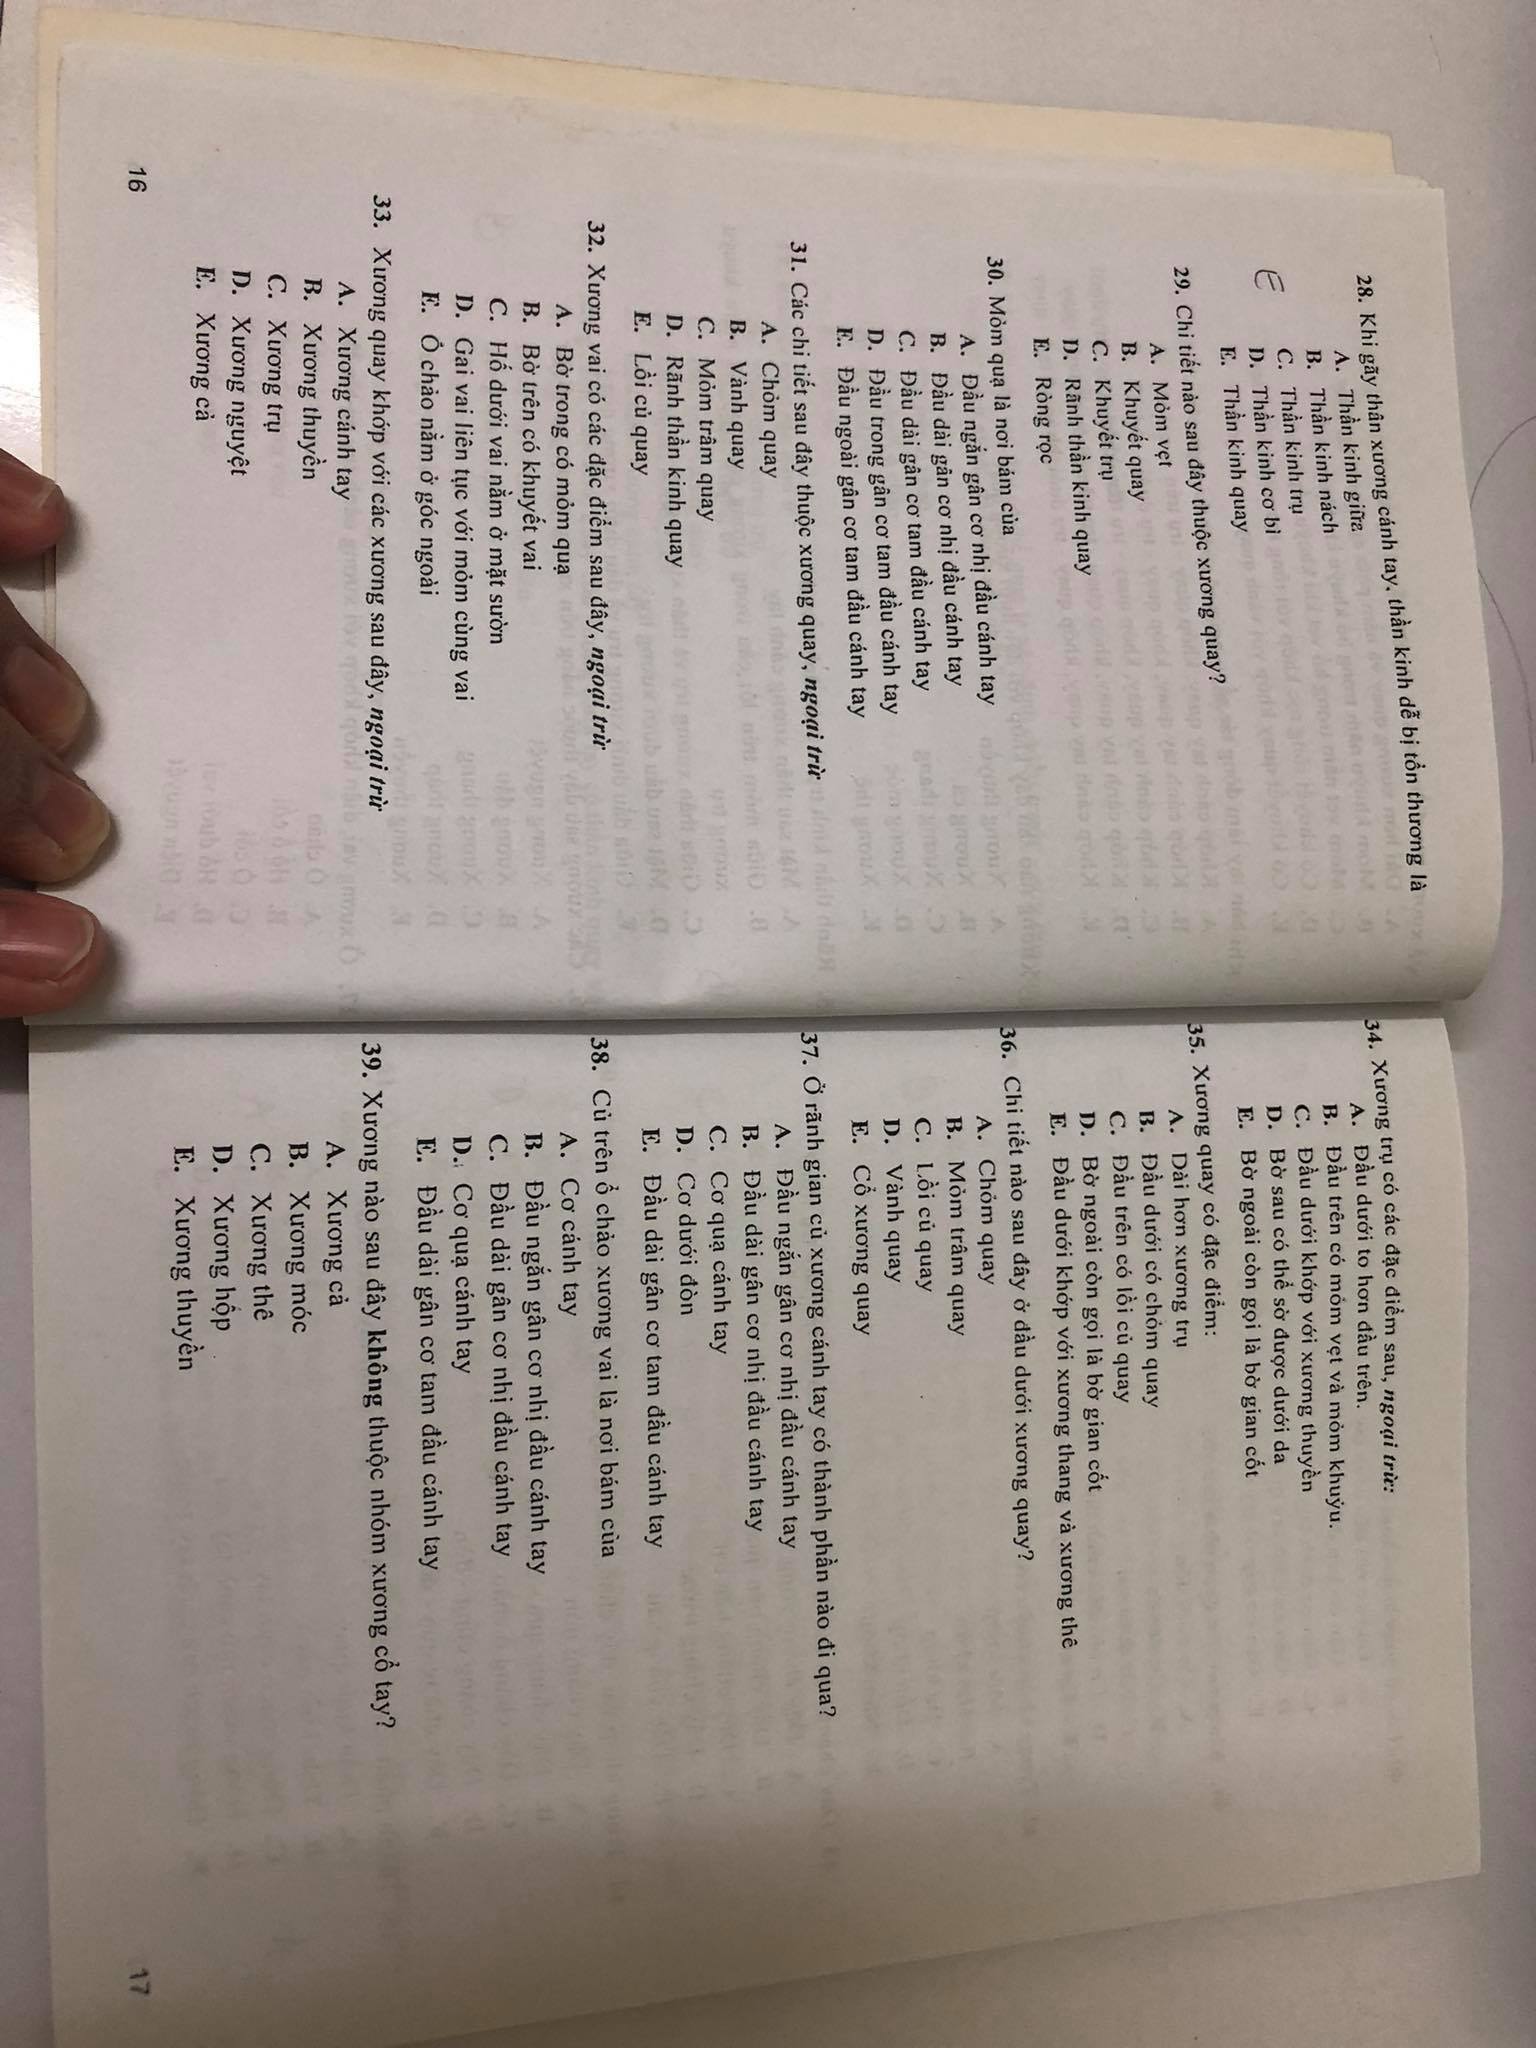 28. Khi gãy thân xương cánh tay, thần kinh dễ bị tổn thương là
A. Thần kinh giữa
B. Thần kinh nách
C. Thần kinh trụ
E
D. Thần kinh cơ bì
E. Thần kinh quay
29. Chi tiết nào sau đây thuộc xương quay?
A. Mỏm vẹt
B. Khuyết quay
C. Khuyết trụ
D. Rãnh thần kinh quay
E. Ròng rọc
30. Mỏm quạ là nơi bám của
A. Đầu ngắn gân cơ nhị đầu cánh tay
B. Đầu dài gân cơ nhị đầu cánh tay
C. Đầu dài gân cơ tam đầu cánh tay
D. Đầu trong gân cơ tam đầu cánh tay
E. Đầu ngoài gân cơ tam đầu cánh tay
31. Các chi tiết sau đây thuộc xương quay, ngoại trừ
A. Chỏm quay
B. Vành quay
C. Mỏm trâm quay
D. Rãnh thần kinh quay
E. Lồi củ quay
32. Xương vai có các đặc điểm sau đây, ngoại trừ
A. Bờ trong có mỏm quạ
B. Bờ trên có khuyết vai
C. Hố dưới vai nằm ở mặt sườn
D. Gai vai liên tục với mỏm cùng vai
E. Ổ chảo nằm ở góc ngoài
33. Xương quay khớp với các xương sau đây, ngoại trừ
A. Xương cánh tay
B. Xương thuyền
C. Xương trụ
D. Xương nguyệt
E. Xương cả
16
34. Xương trụ có các đặc điểm sau, ngoại trừ:
A. Đầu dưới to hơn đầu trên.
B. Đầu trên có mỏm vẹt và mỏm khuỷu.
C. Đầu dưới khớp với xương thuyền
D. Bờ sau có thể sờ được dưới da
E. Bờ ngoài còn gọi là bờ gian cốt
35. Xương quay có đặc điểm:
A. Dài hơn xương trụ
B. Đầu dưới có chỏm quay
C. Đầu trên có lồi củ quay
D. Bờ ngoài còn gọi là bờ gian cốt
E. Đầu dưới khớp với xương thang và xương thê
36. Chi tiết nào sau đây ở đầu dưới xương quay?
A. Chỏm quay
B. Mỏm trâm quay
C. Lồi củ quay
D. Vành quay
E. Cổ xương quay
37. Ở rãnh gian củ xương cánh tay có thành phần nào đi qua?
A. Đầu ngắn gân cơ nhị đầu cánh tay
B. Đầu dài gân cơ nhị đầu cánh tay
C. Cơ quạ cánh tay
D. Cơ dưới đòn
E. Đầu dài gân cơ tam đầu cánh tay
38. Củ trên ổ chảo xương vai là nơi bám của
A. Cơ cánh tay
B. Đầu ngắn gân cơ nhị đầu cánh tay
C. Đầu dài gân cơ nhị đầu cánh tay
D. Cơ quạ cánh tay
E. Đầu dài gân cơ tam đầu cánh tay
39. Xương nào sau đây không thuộc nhóm xương cổ tay?
A. Xương cả
B. Xương móc
C. Xương thê
D. Xương hộp
E. Xương thuyền
17